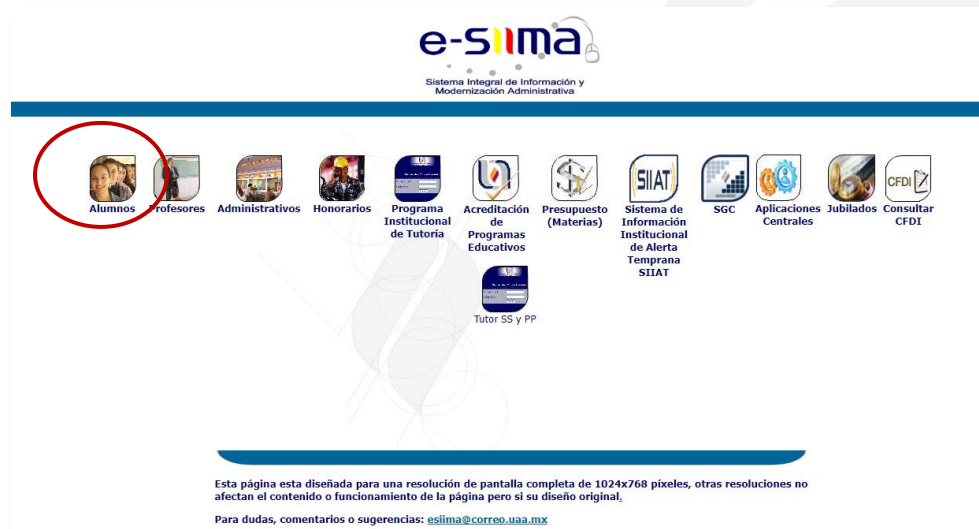 e-siima
Sistema Integral de Información y
Modernización Administrativa
Alumnos
Profesores
Administrativos
Honorarios
Programa
Institucional
de Tutoría
Acreditación
de
Programas
Educativos
Presupuesto
(Materias)
SIIAT
Sistema de
Información
Institucional
de Alerta
Temprana
SIIAT
SGC
Aplicaciones
Centrales
Jubilados
CFDI
Consultar
CFDI
Tutor SS y PP
Esta página esta diseñada para una resolución de pantalla completa de 1024x768 píxeles, otras resoluciones no
afectan el contenido o funcionamiento de la página pero si su diseño original.
Para dudas, comentarios o sugerencias: esiima@correo.uaa.mx